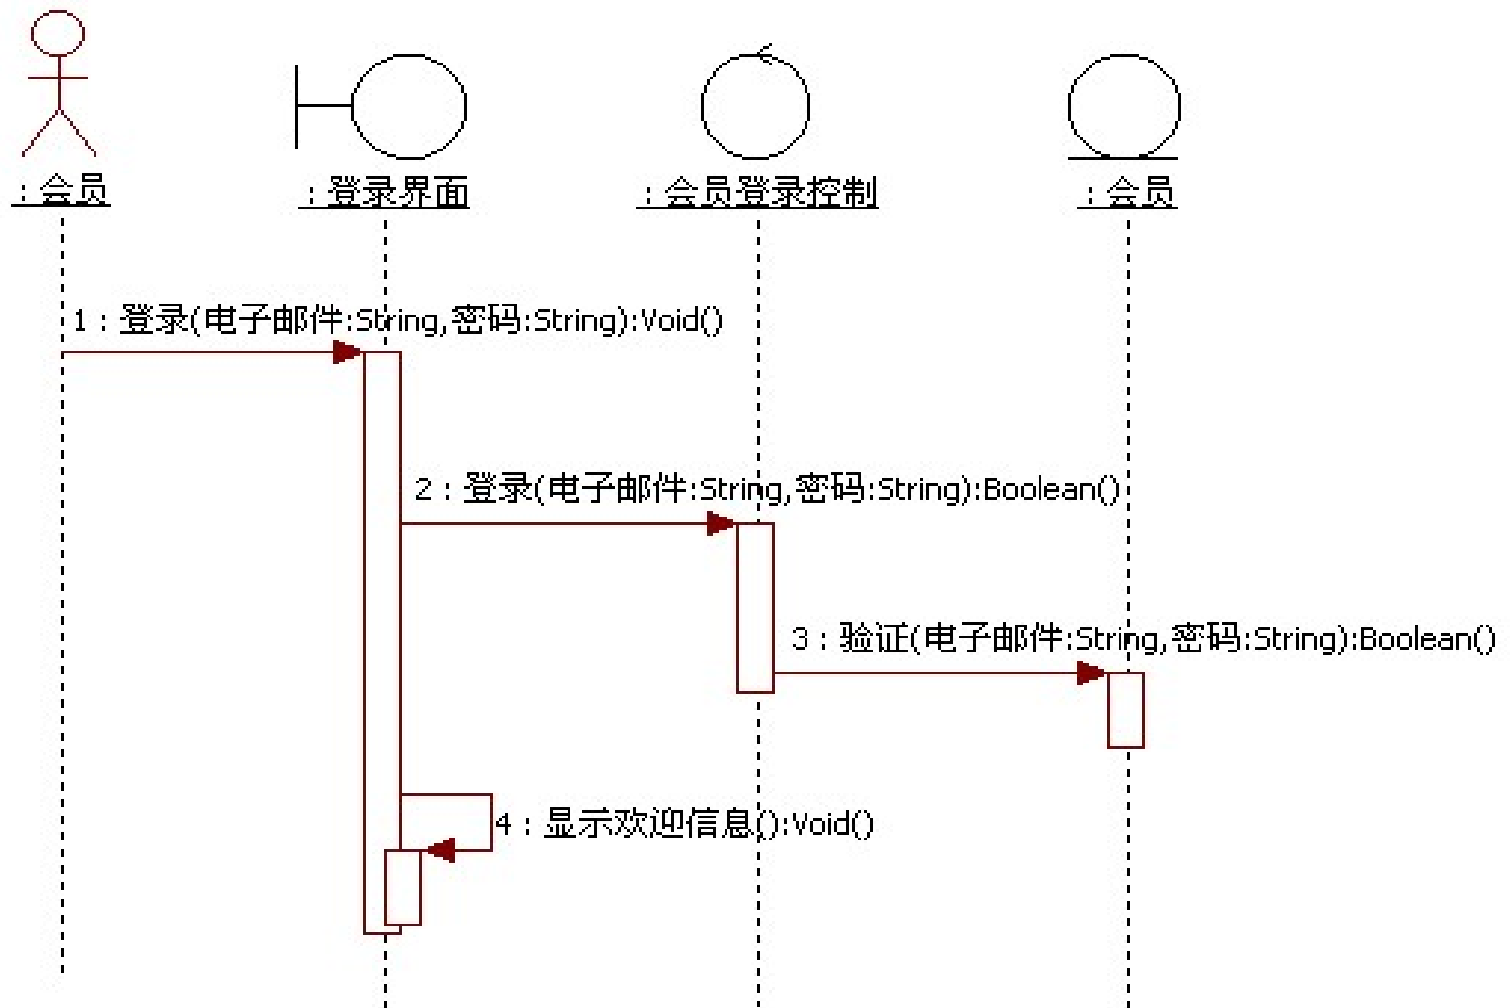 : 会员
: 登录界面
: 会员登录控制
: 会员
1 : 登录(电子邮件:String,密码:String):Void()
2 : 登录(电子邮件:String,密码:String):Boolean()
3 : 验证(电子邮件:String,密码:String):Boolean()
4 : 显示欢迎信息():Void()